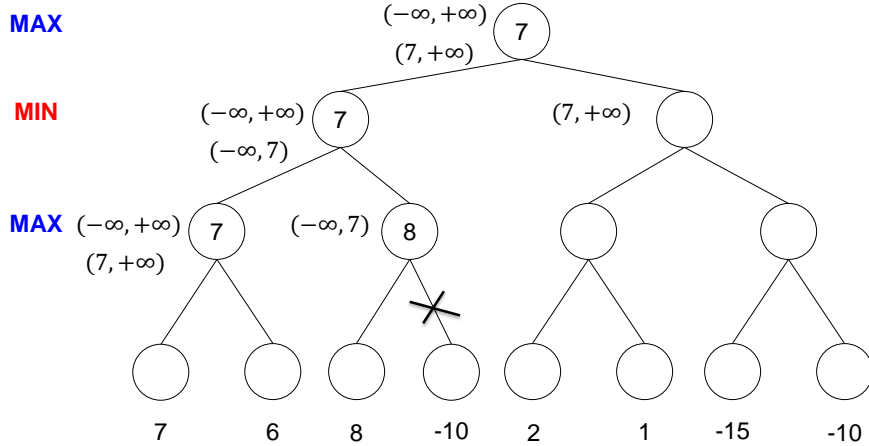 MAX (−∞, +∞) 7
(7, +∞)
MIN (−∞, +∞) 7 (7, +∞)
(−∞, 7)
MAX (−∞, +∞) 7 (−∞, 7) 8
(7, +∞)
7 6 8 -10 2 1 -15 -10